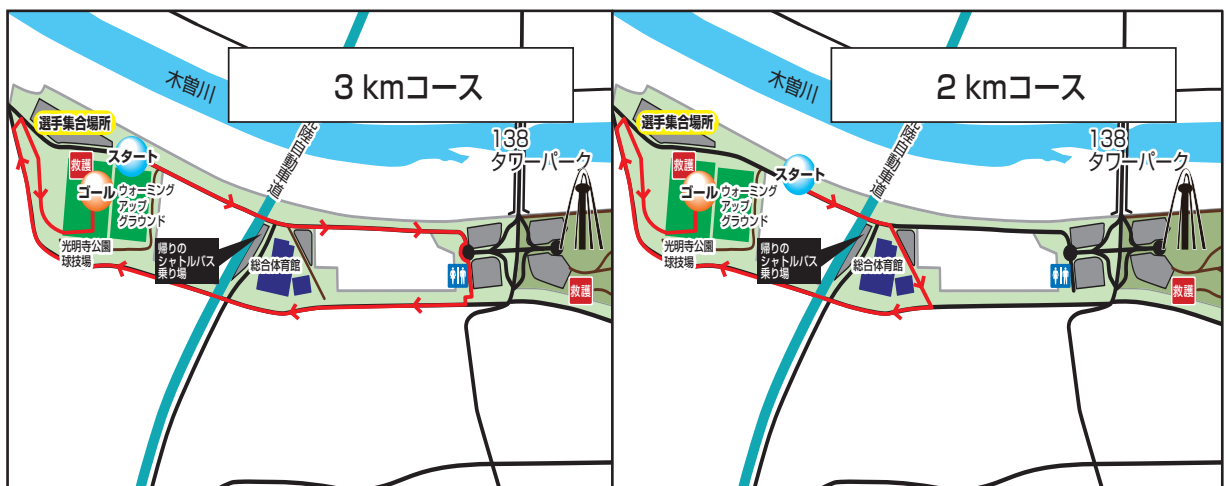 3 kmコース
木曽川
選手集合場所
スタート
救護
ゴール
ウォーミング
アップ
グラウンド
光明寺公園
球技場
陸自動車道
138
タワーパーク
帰りの
シャトルバス
乗り場
総合体育館
救護
2 kmコース
木曽川
選手集合場所
スタート
救護
ゴール
ウォーミング
アップ
グラウンド
光明寺公園
球技場
陸自動車道
138
タワーパーク
帰りの
シャトルバス
乗り場
総合体育館
救護